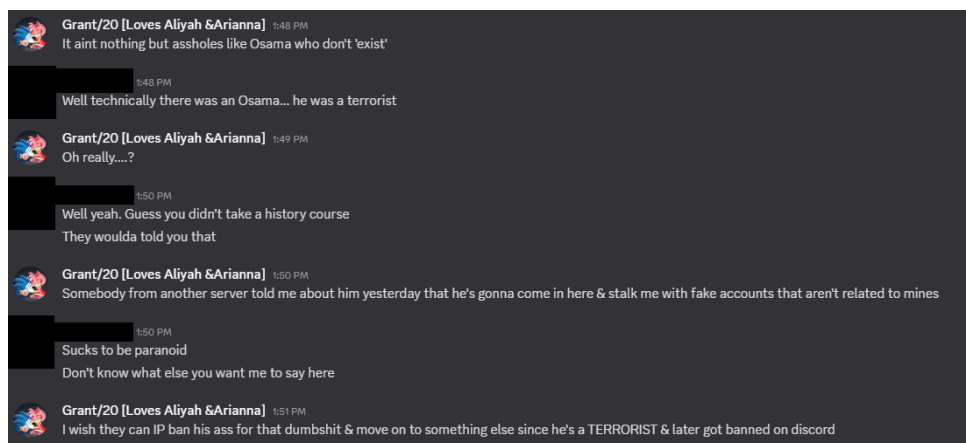 Grant/20 [Loves Aliyah &Arianna] 1:48 PM
It aint nothing but assholes like Osama who don't 'exist'
1:48 PM
Well technically there was an Osama... he was a terrorist
Grant/20 [Loves Aliyah &Arianna] 1:49 PM
Oh really....?
1:50 PM
Well yeah. Guess you didn't take a history course
They woulda told you that
Grant/20 [Loves Aliyah &Arianna] 1:50 PM
Somebody from another server told me about him yesterday that he's gonna come in here & stalk me with fake accounts that aren't related to mines
1:50 PM
Sucks to be paranoid
Don't know what else you want me to say here
Grant/20 [Loves Aliyah &Arianna] 1:51 PM
I wish they can IP ban his ass for that dumbshit & move on to something else since he's a TERRORIST & later got banned on discord